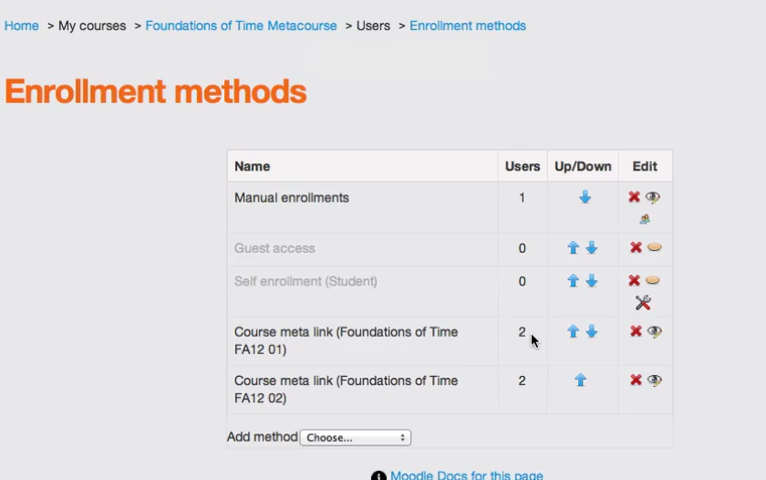 Home > My courses > Foundations of Time Metacourse > Users > Enrollment methods
Enrollment methods
Name Users Up/Down Edit
Manual enrollments 1
Guest access 0
Self enrollment (Student) 0
Course meta link (Foundations of Time 2
FA12 01)
Course meta link (Foundations of Time 2
FA12 02)
Add method Choose...
Moodle Docs for this page